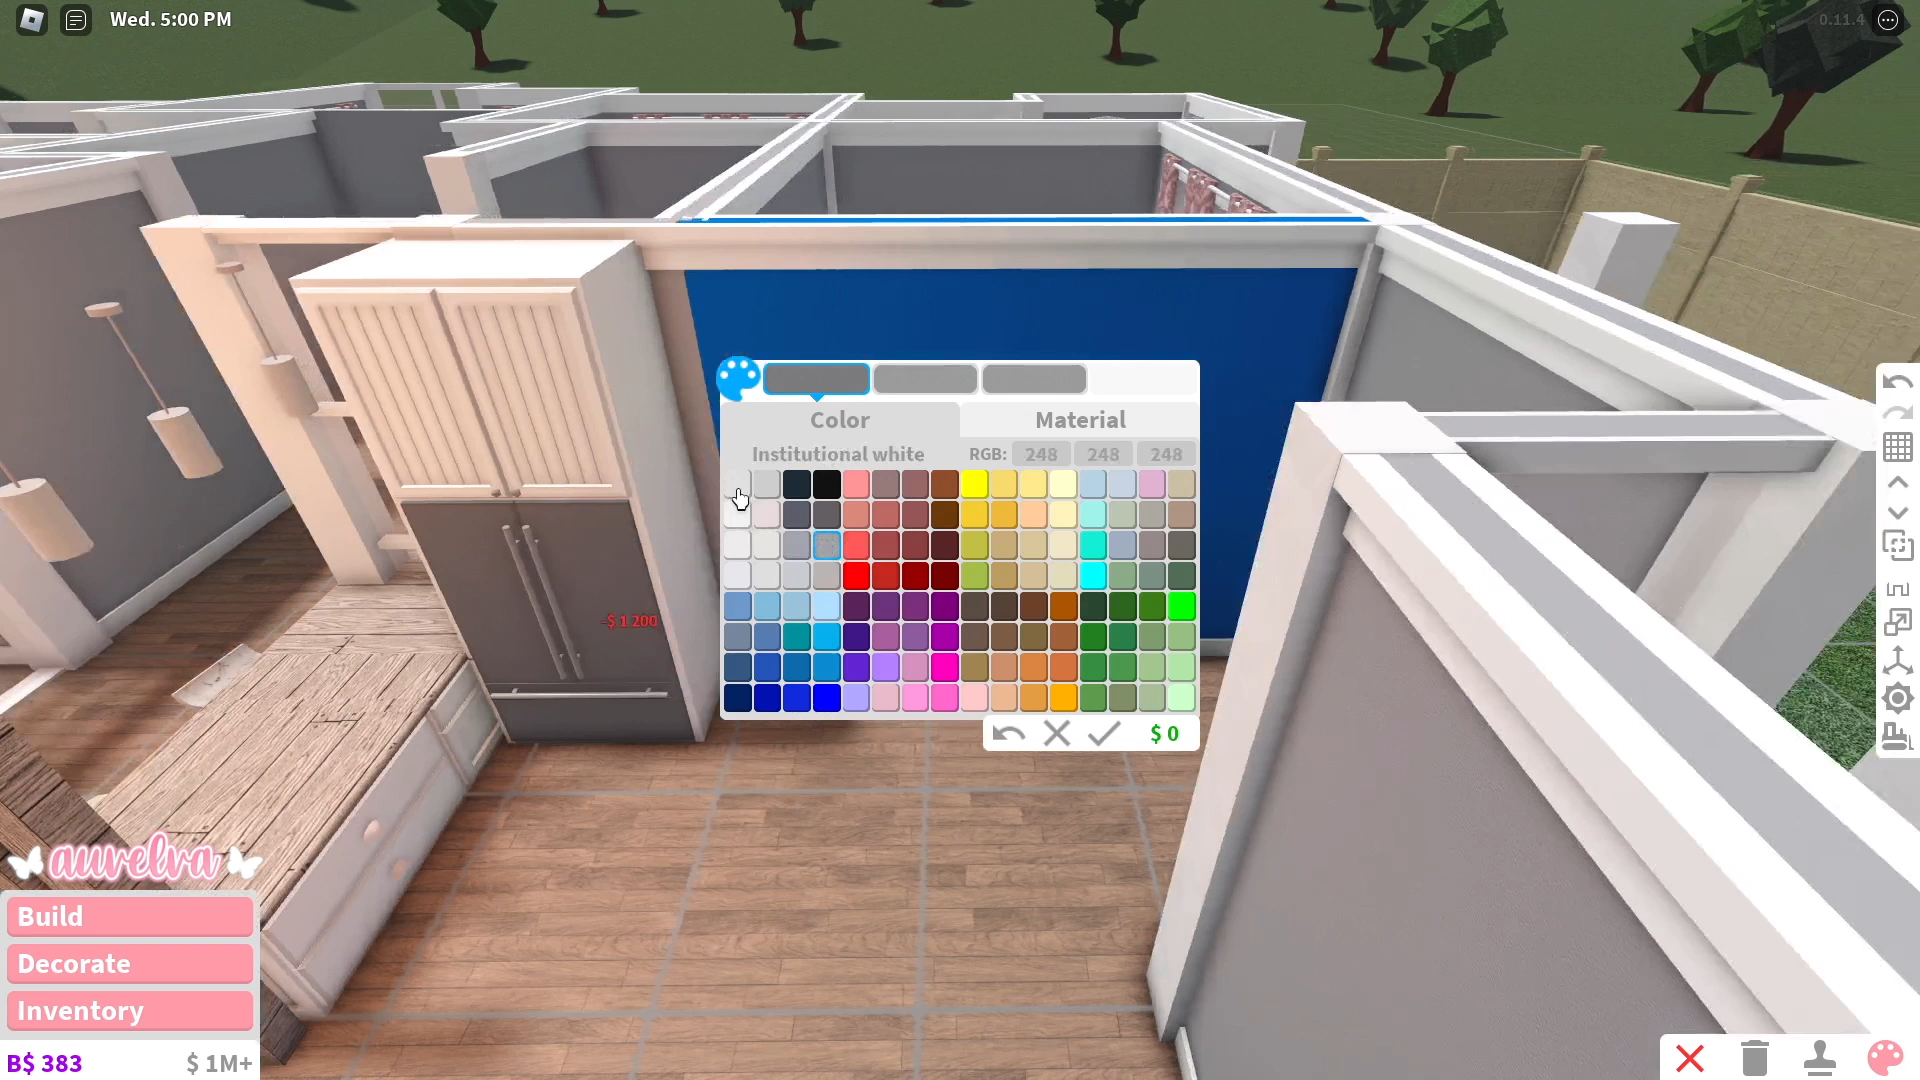 Wed. 5:00 PM
0.11.4
Color
Material
Institutional white
RGB: 248 248 248
-$ 1 200
$ 0
aurelva
Build
Decorate
Inventory
B$ 383
$ 1M+